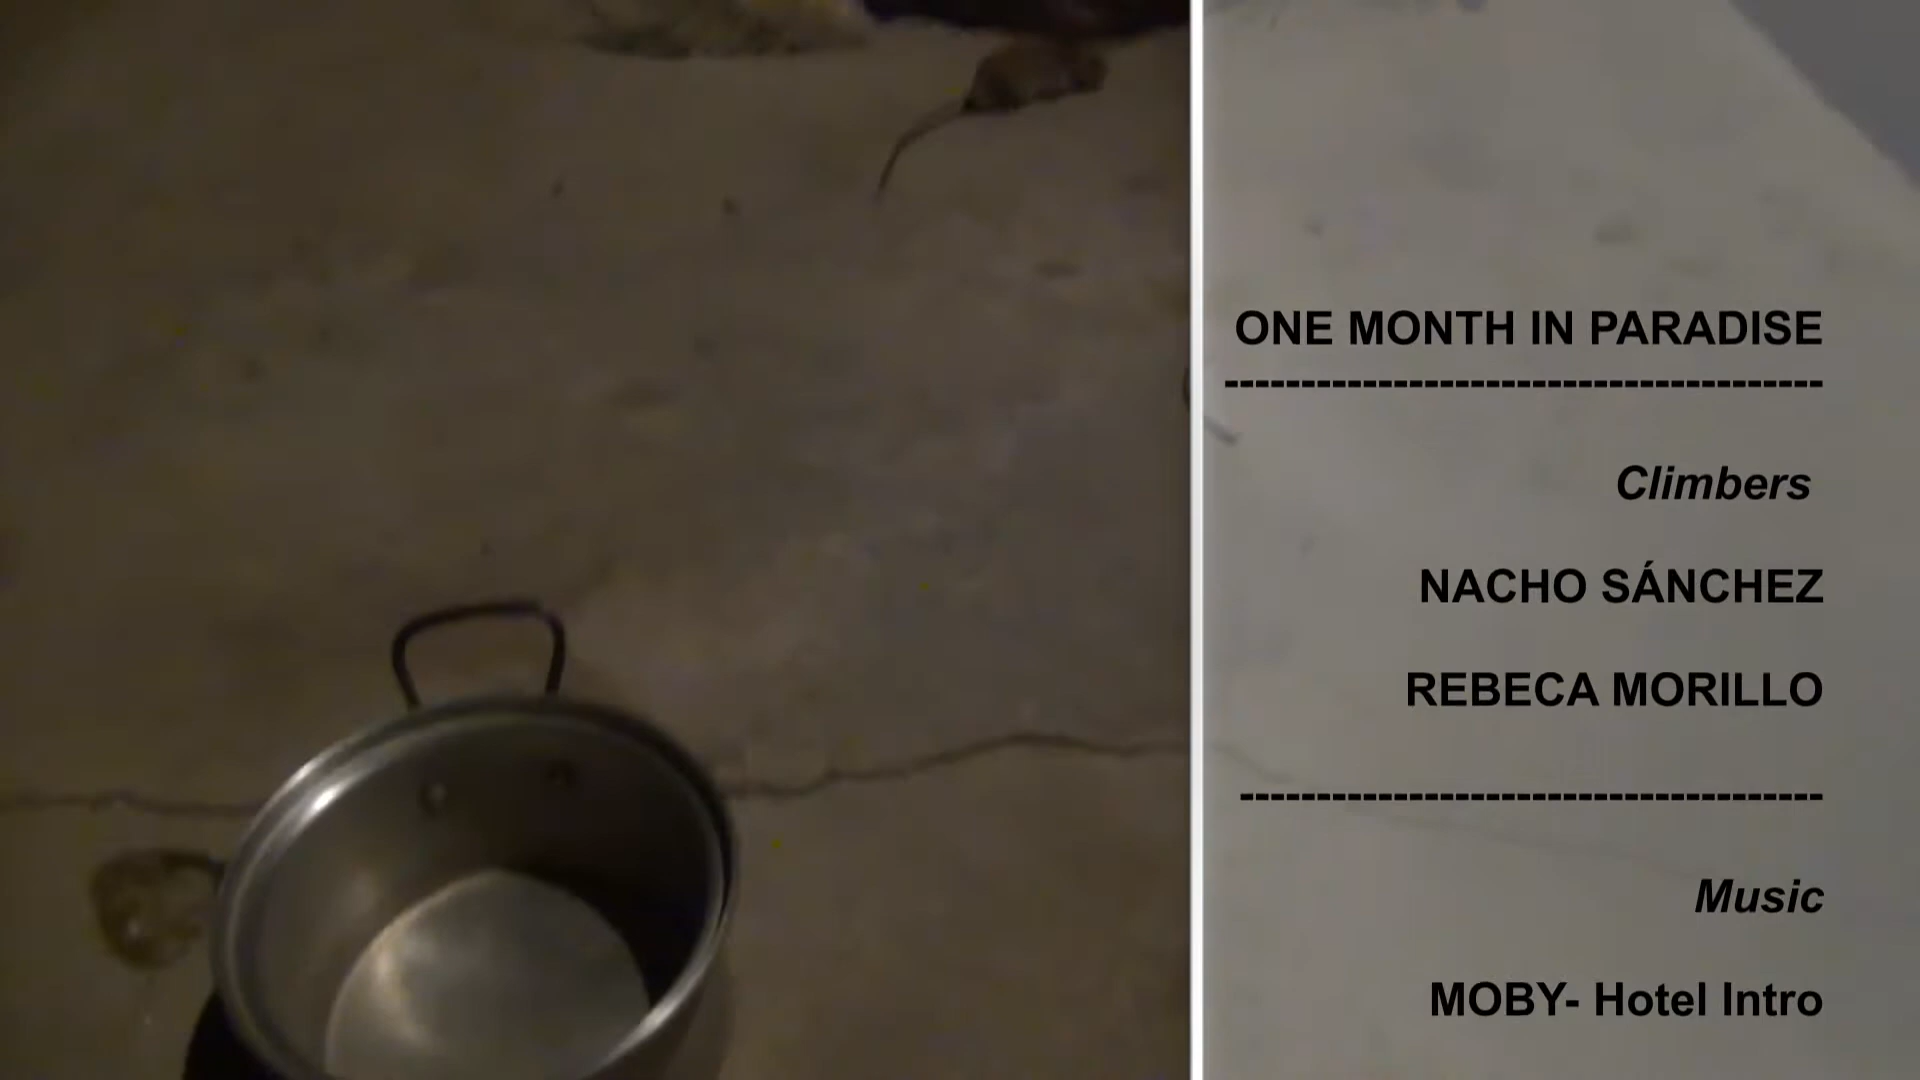 ONE MONTH IN PARADISE
---------------------------------------
Climbers
NACHO SÁNCHEZ
REBECA MORILLO
--------------------------------------
Music
MOBY- Hotel Intro